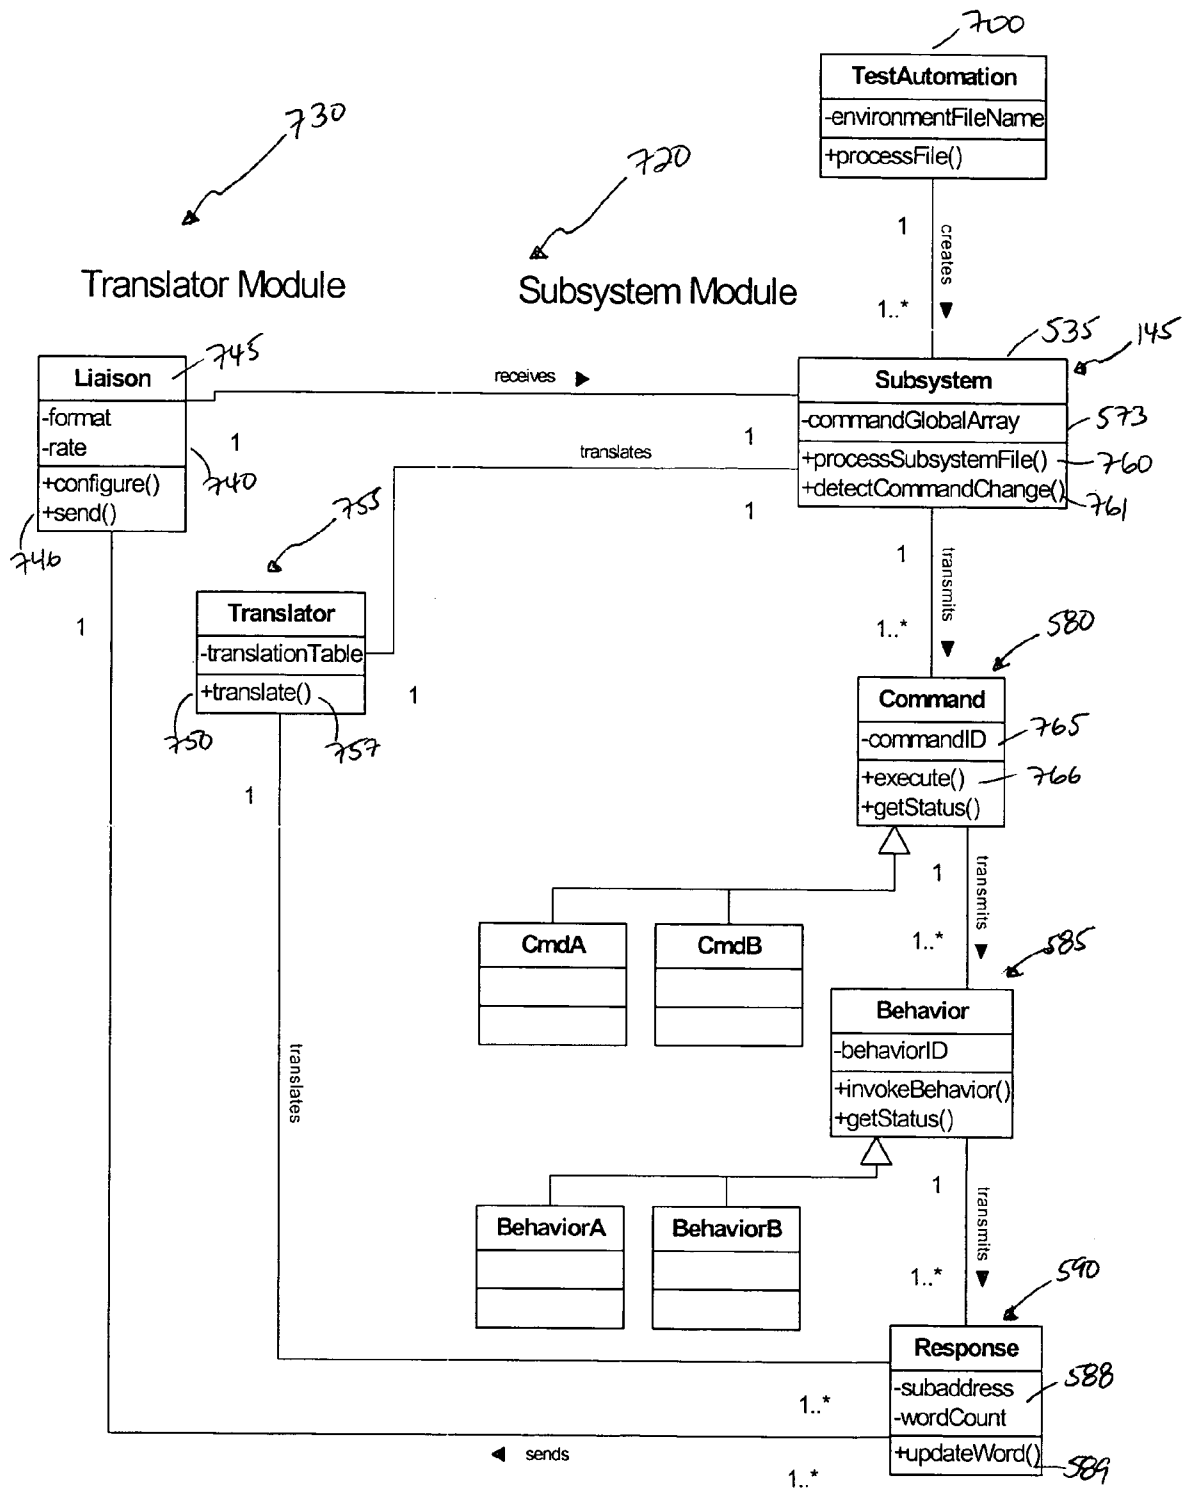 700
TestAutomation
-environmentFileName
+processFile()
730
720
1
creates
1..*
Translator Module
Subsystem Module
745
Liaison
-format
-rate
740
+configure()
+send()
746
receives
1
1
535
145
Subsystem
-commandGlobalArray
573
+processSubsystemFile()
760
+detectCommandChange()
761
translates
1
755
Translator
-translationTable
+translate()
750
757
1
1
1
1
transmits
1..*
580
Command
-commandID
765
+execute()
766
+getStatus()
1
transmits
1..*
CmdA
CmdB
585
Behavior
-behaviorID
+invokeBehavior()
+getStatus()
translates
1
transmits
1..*
BehaviorA
BehaviorB
590
Response
-subaddress
588
-wordCount
+updateWord()
589
1..*
sends
1..*